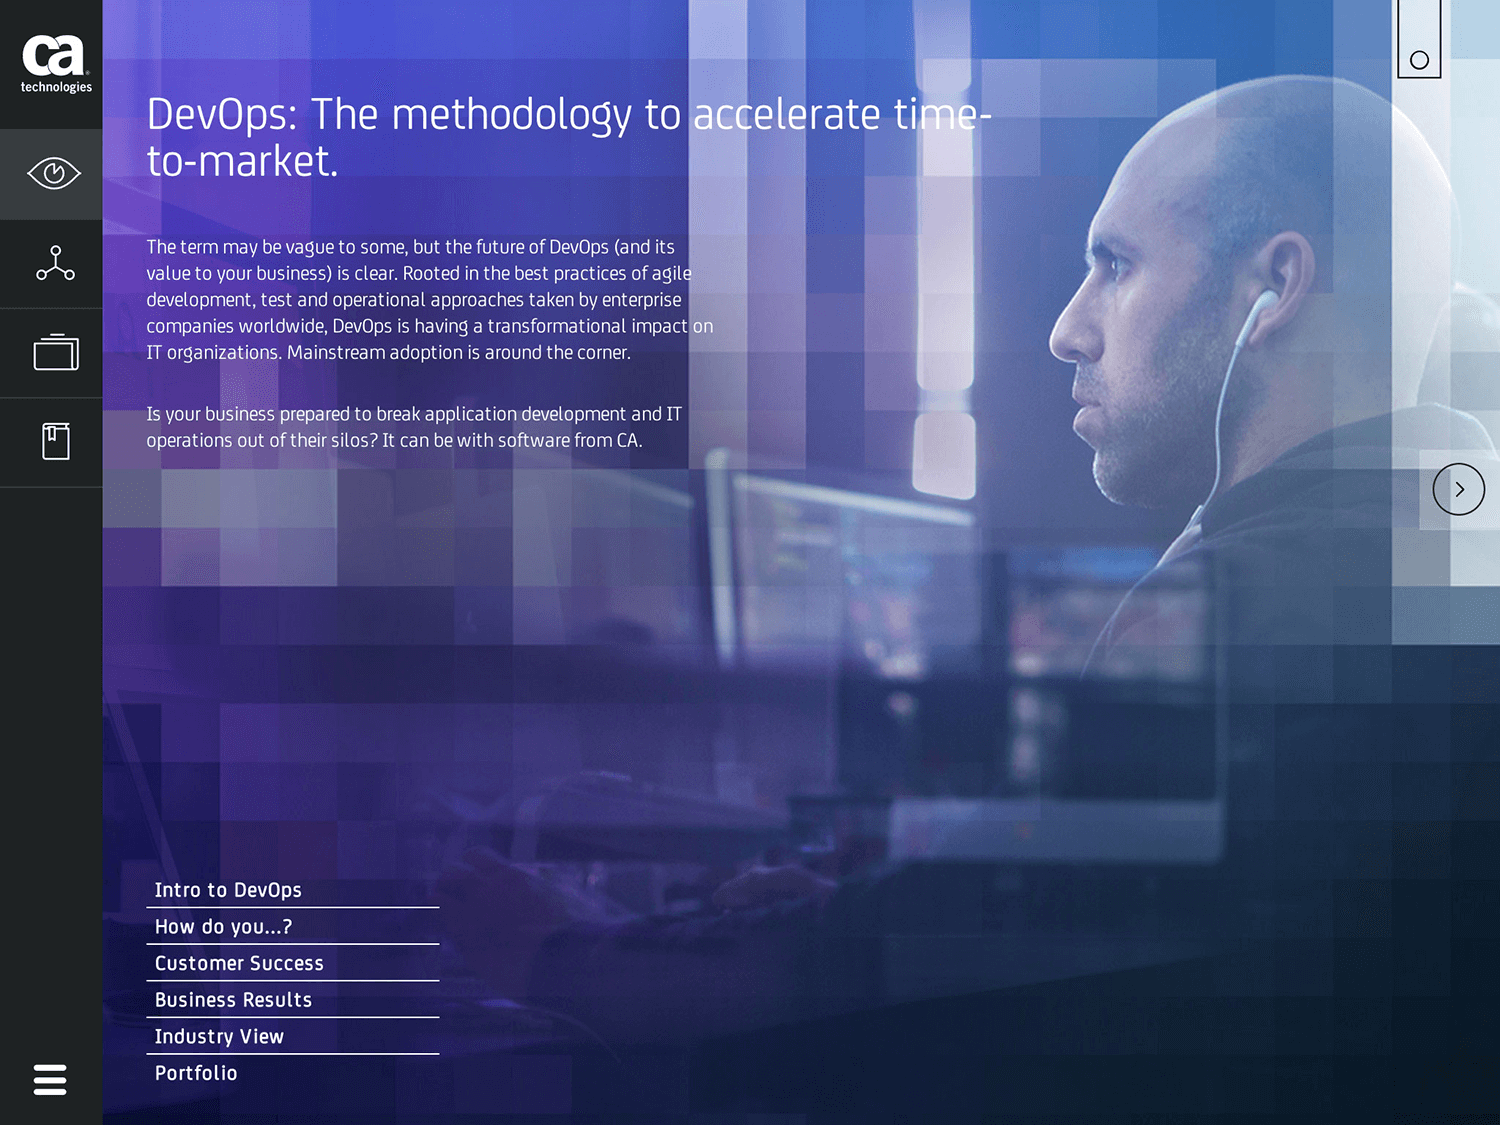 ca
technologies
DevOps: The methodology to accelerate time-
to-market.
The term may be vague to some, but the future of DevOps (and its
value to your business) is clear. Rooted in the best practices of agile
development, test and operational approaches taken by enterprise
companies worldwide, DevOps is having a transformational impact on
IT organizations. Mainstream adoption is around the corner.
Is your business prepared to break application development and IT
operations out of their silos? It can be with software from CA.
Intro to DevOps
How do you...?
Customer Success
Business Results
Industry View
Portfolio